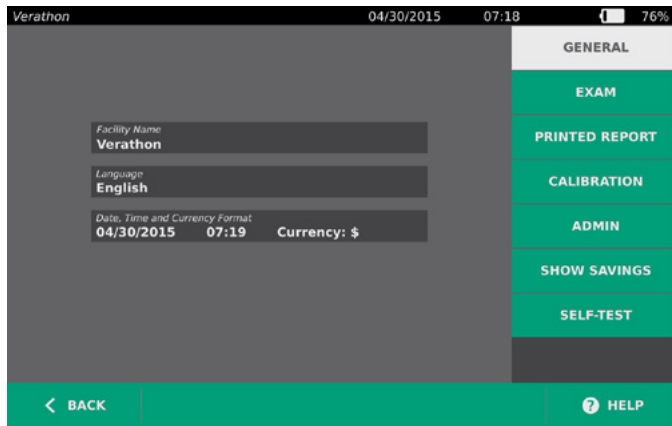 Verathon 04/30/2015 07:18 76%
GENERAL
EXAM
Facility Name
Verathon
PRINTED REPORT
Language
English
CALIBRATION
Date, Time and Currency Format
04/30/2015 07:19 Currency: $
ADMIN
SHOW SAVINGS
SELF-TEST
BACK
? HELP